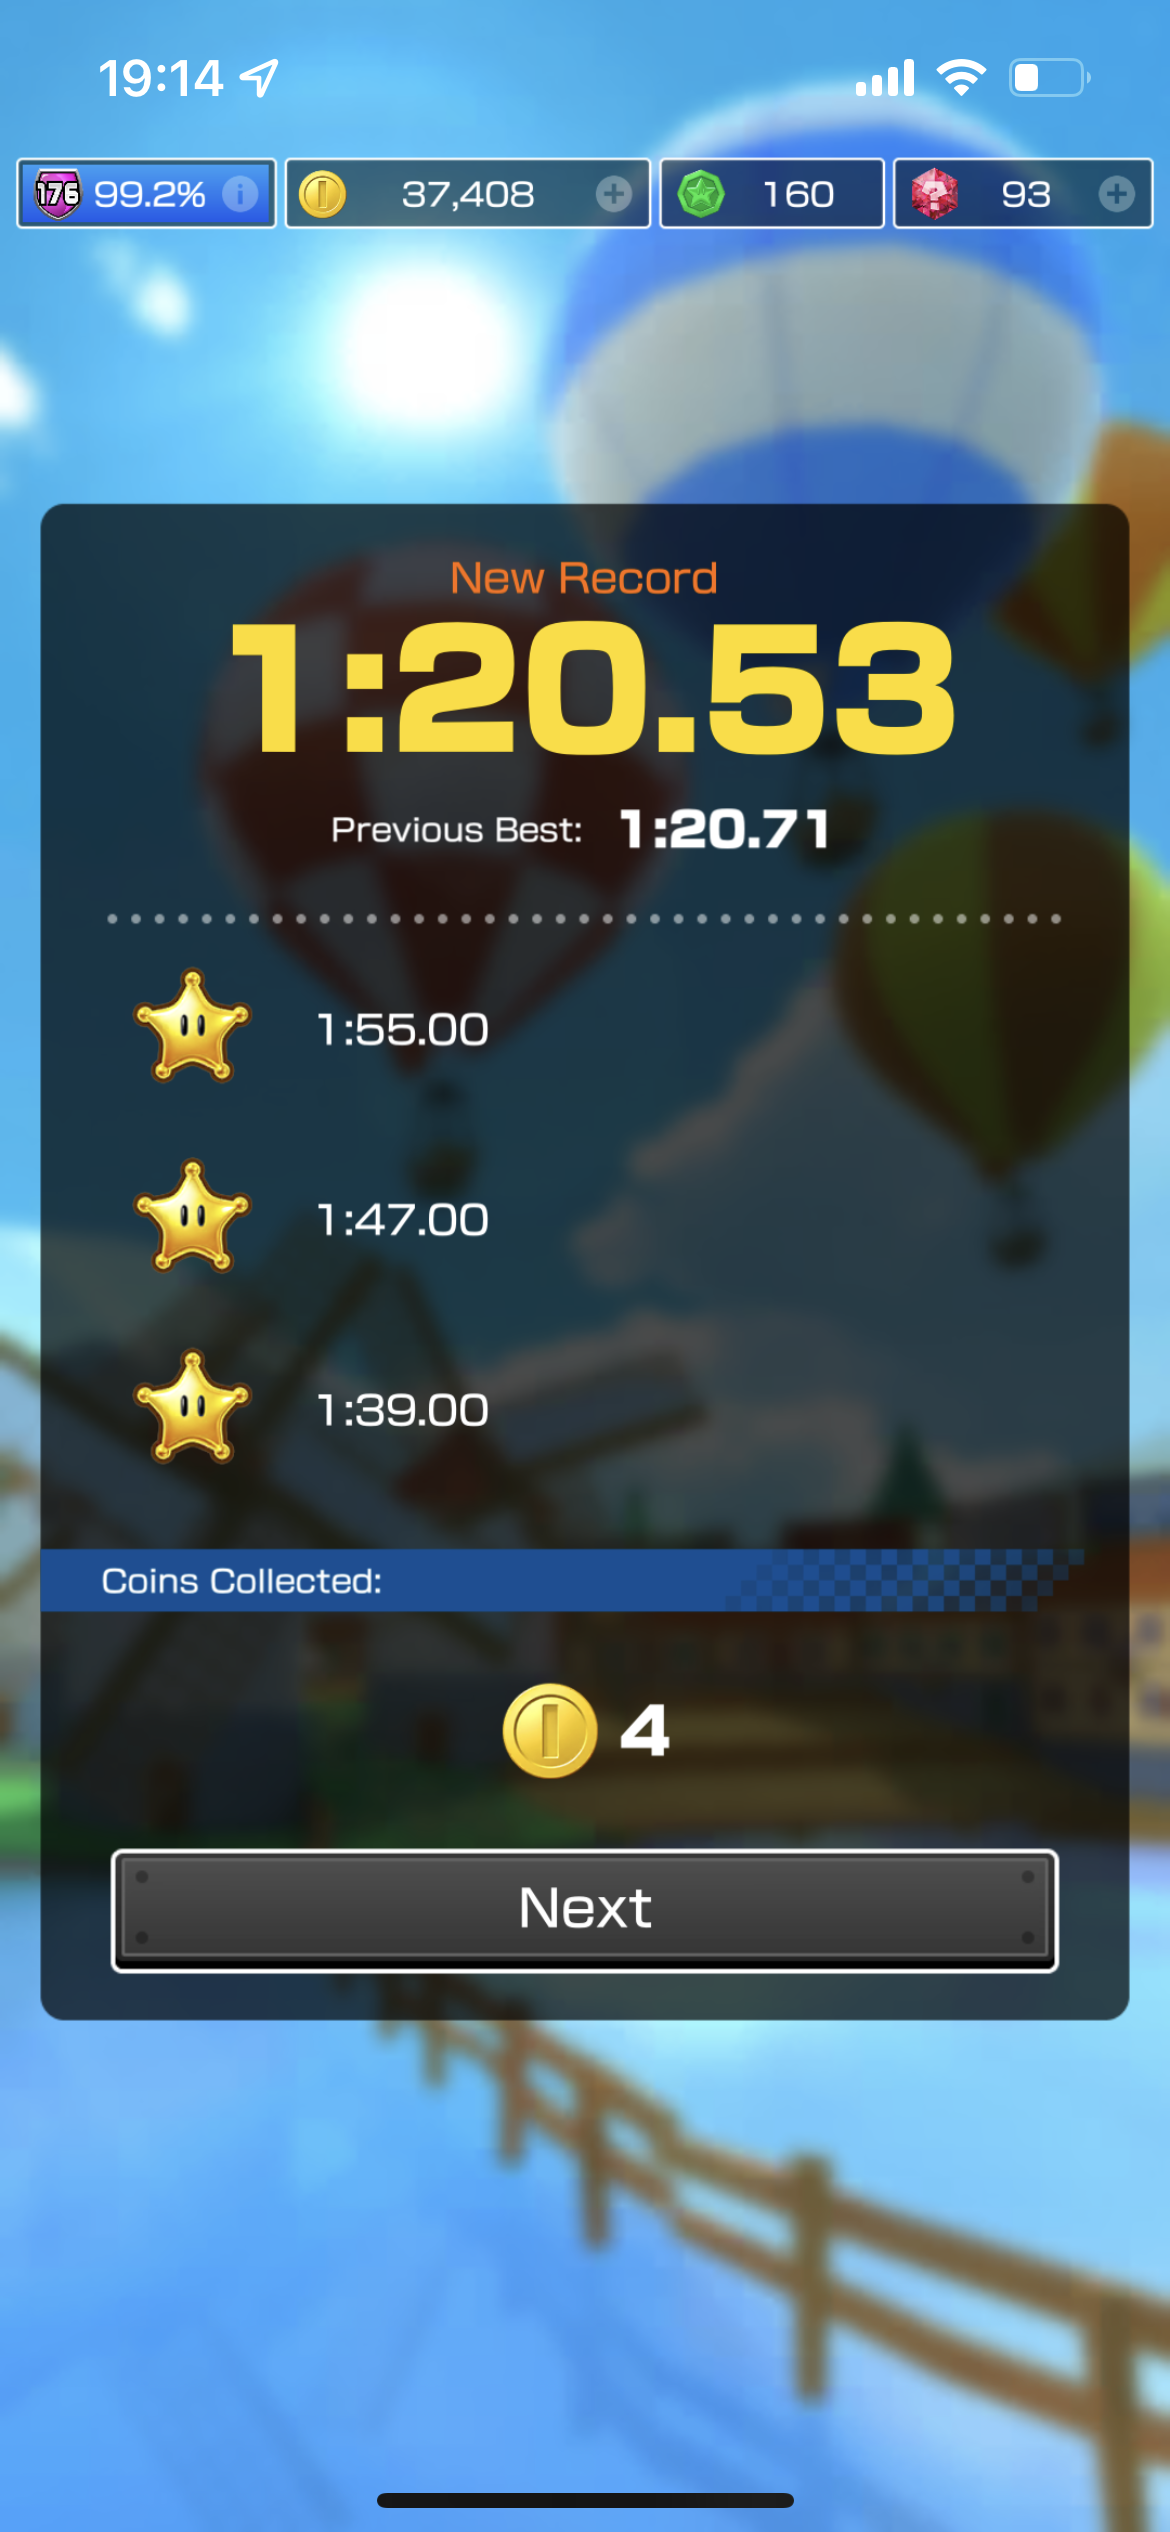 19:14
176 99.2% i 37,408 + 160 ? 93 +
New Record
1:20.53
Previous Best: 1:20.71
1:55.00
1:47.00
1:39.00
Coins Collected:
4
Next